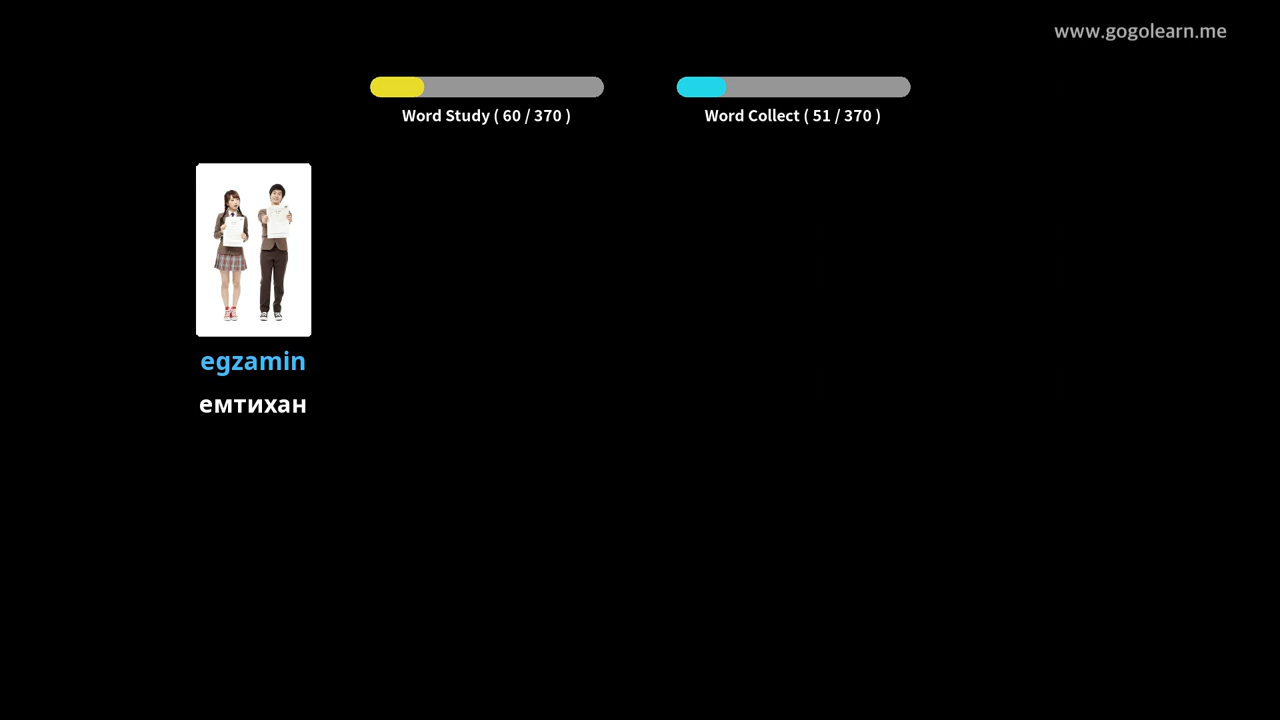 www.gogolearn.me
Word Study ( 60 / 370 )
Word Collect ( 51 / 370 )
egzamin
емтихан